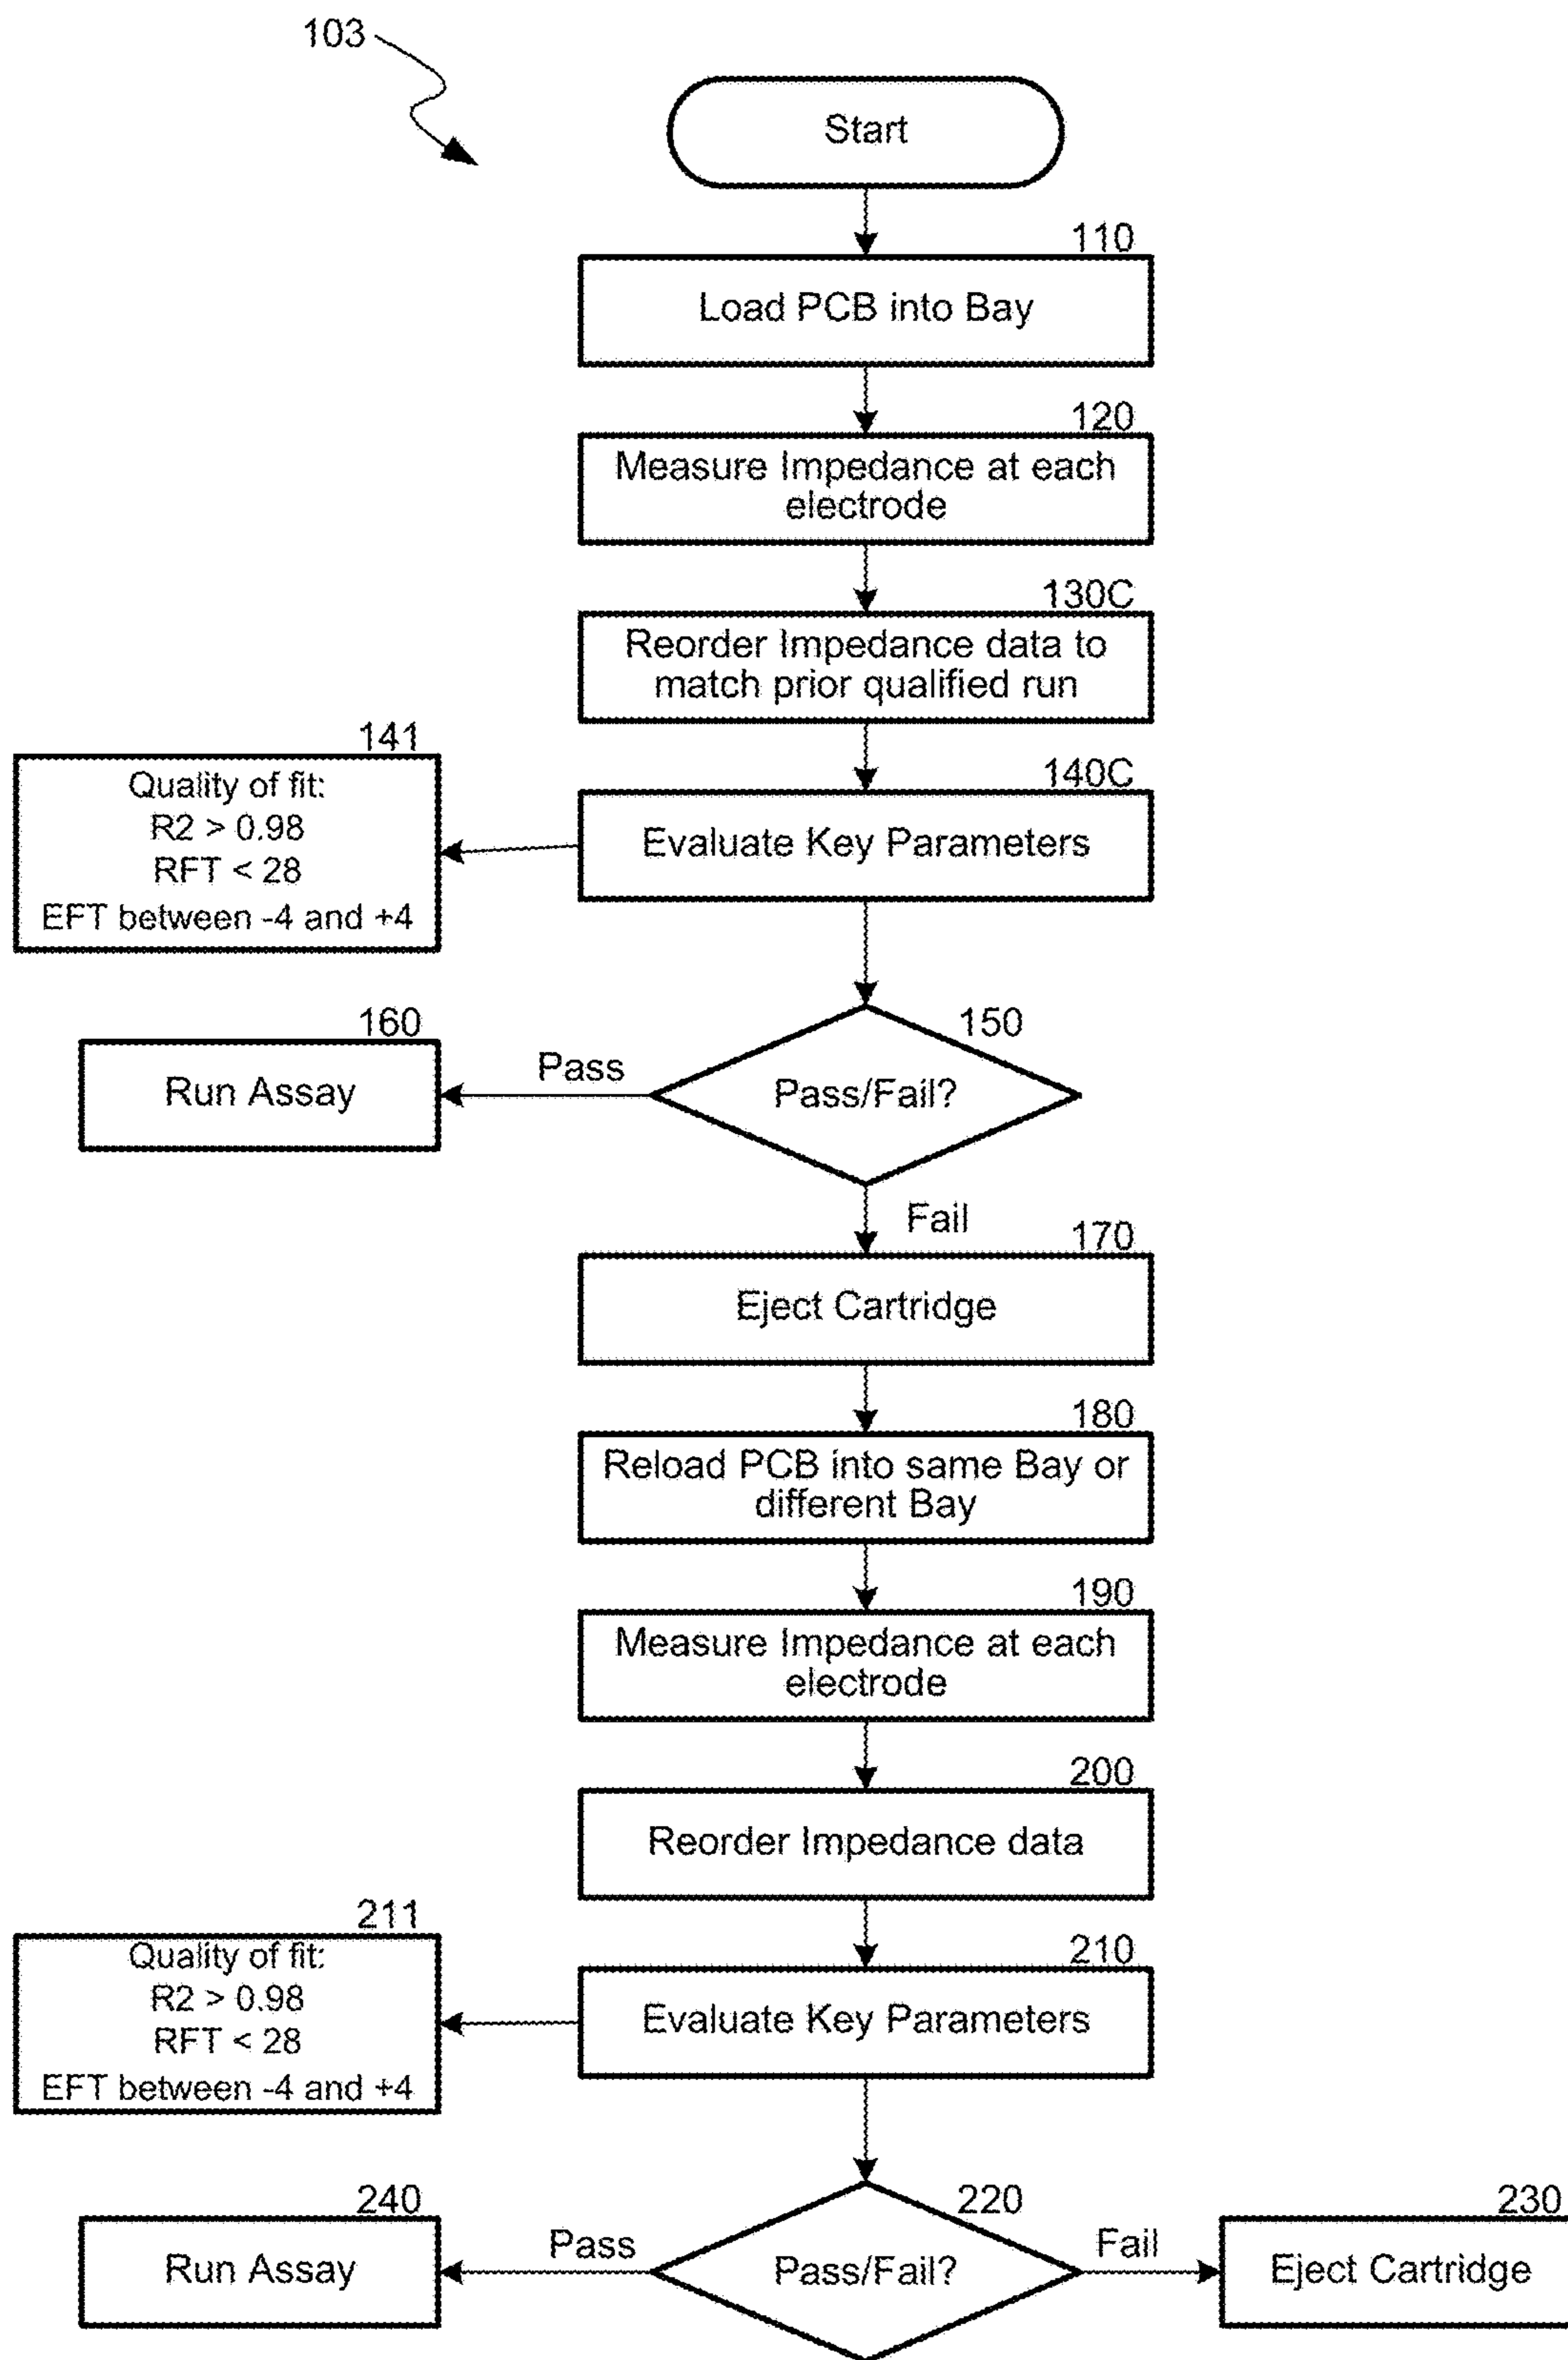 103
Start
110
Load PCB into Bay
120
Measure Impedance at each
electrode
130C
Reorder Impedance data to
match prior qualified run
141
Quality of fit:
R2 > 0.98
RFT < 28
EFT between -4 and +4
140C
Evaluate Key Parameters
160
Run Assay
Pass
150
Pass/Fail?
Fail
170
Eject Cartridge
180
Reload PCB into same Bay or
different Bay
190
Measure Impedance at each
electrode
200
Reorder Impedance data
211
Quality of fit:
R2 > 0.98
RFT < 28
EFT between -4 and +4
210
Evaluate Key Parameters
240
Run Assay
Pass
220
Pass/Fail?
Fail
230
Eject Cartridge